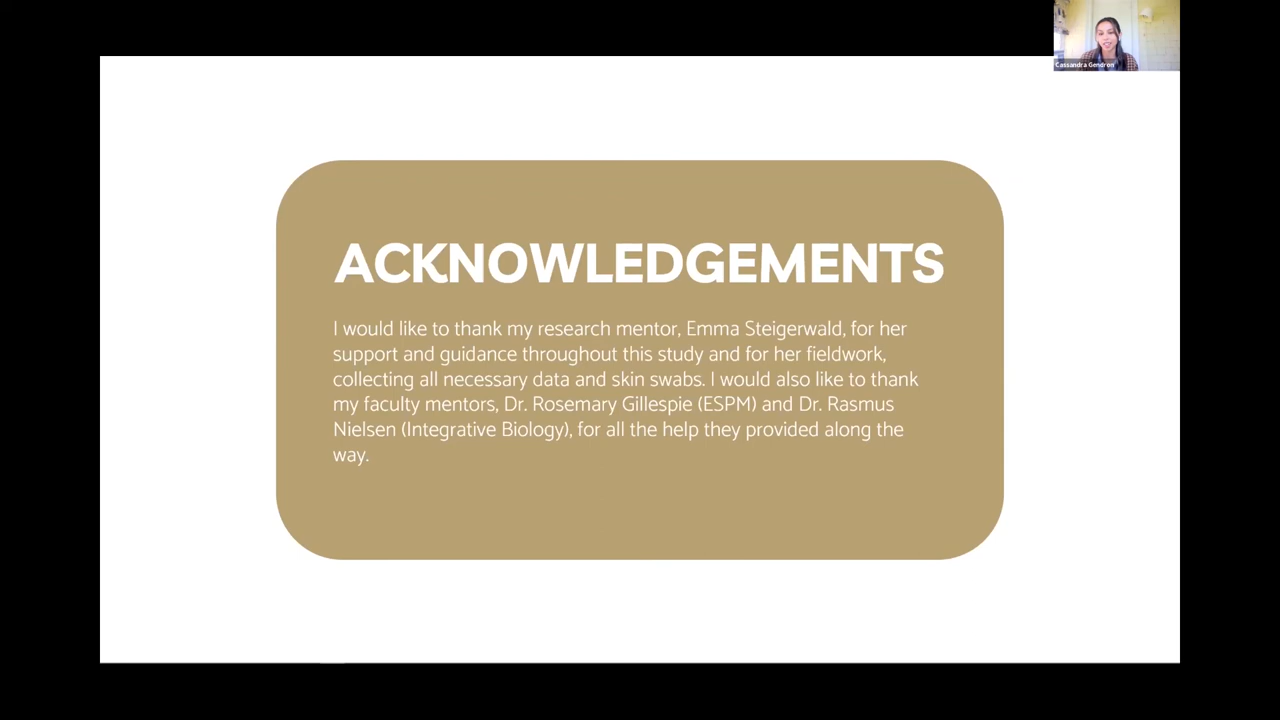 Cassandra Gendron
ACKNOWLEDGEMENTS
I would like to thank my research mentor, Emma Steigerwald, for her
support and guidance throughout this study and for her fieldwork,
collecting all necessary data and skin swabs. I would also like to thank
my faculty mentors, Dr. Rosemary Gillespie (ESPM) and Dr. Rasmus
Nielsen (Integrative Biology), for all the help they provided along the
way.